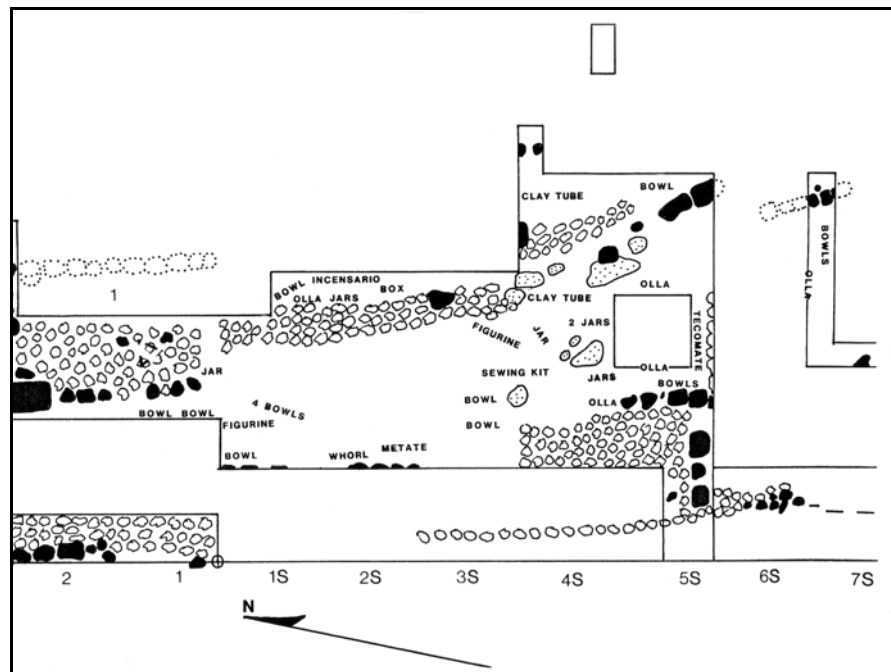 CLAY TUBE
BOWL
BOWLS
OLLA
1
BOWL INCENSARIO
BOX
OLLA JARS
OLLA
CLAY TUBE
FIGURINE
JAR
2 JARS
TECOMATE
JAR
SEWING KIT
JARS
OLLA
BOWL
OLLA
BOWLS
BOWL BOWL
4 BOWLS
FIGURINE
BOWL
BOWL
WHORL
METATE
2
1
1S
2S
3S
4S
5S
6S
7S
N